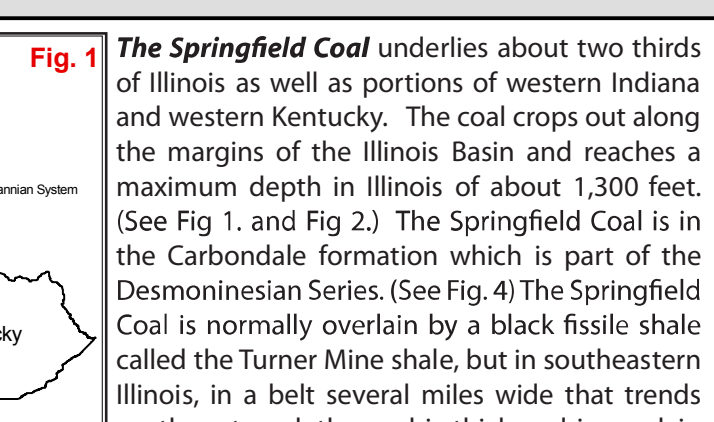 Fig. 1
The Springfield Coal underlies about two thirds
of Illinois as well as portions of western Indiana
and western Kentucky. The coal crops out along
the margins of the Illinois Basin and reaches a
maximum depth in Illinois of about 1,300 feet.
(See Fig 1. and Fig 2.) The Springfield Coal is in
the Carbondale formation which is part of the
Desmoninesian Series. (See Fig. 4) The Springfield
Coal is normally overlain by a black fissile shale
called the Turner Mine shale, but in southeastern
Illinois, in a belt several miles wide that trends
annian System
cky